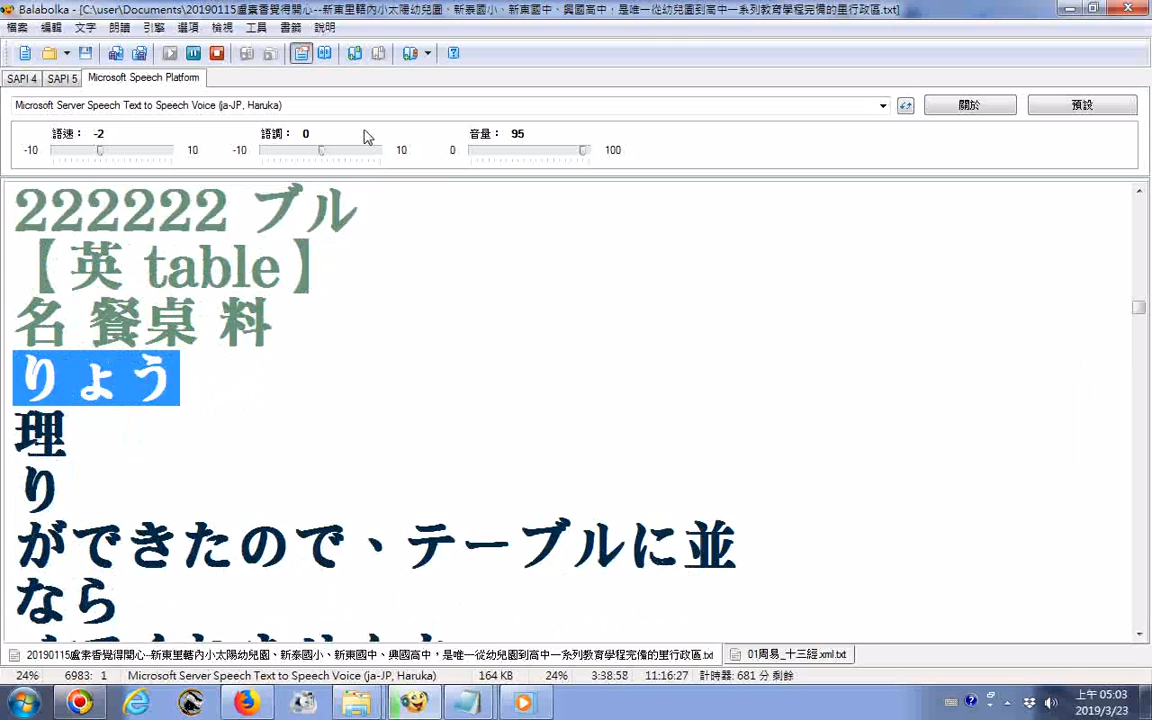 Balabolka - [C:\user\Documents\20190115盧素香覺得開心--新東里轄內小太陽幼兒園、新泰國小、新東國中、興國高中，是唯一從幼兒園到高中一系列教育學程完備的里行政區.txt]
檔案 編輯 文字 朗讀 引擎 選項 檢視 工具 書籤 說明
SAPI 4 SAPI 5 Microsoft Speech Platform
Microsoft Server Speech Text to Speech Voice (ja-JP, Haruka) 關於 預設
語速： -2 語調： 0 音量： 95
-10 10 -10 10 0 100
222222 ブル
【英 table】
名 餐桌 料
りょう
理
り
ができたので、テーブルに並
なら
20190115盧素香覺得開心--新東里轄內小太陽幼兒園、新泰國小、新東國中、興國高中，是唯一從幼兒園到高中一系列教育學程完備的里行政區.txt 01周易_十三經.xml.txt
24% 6983: 1 Microsoft Server Speech Text to Speech Voice (ja-JP, Haruka) 164 KB 24% 3:38:58 11:16:27 計時器: 681 分 剩餘
上午 05:03
2019/3/23